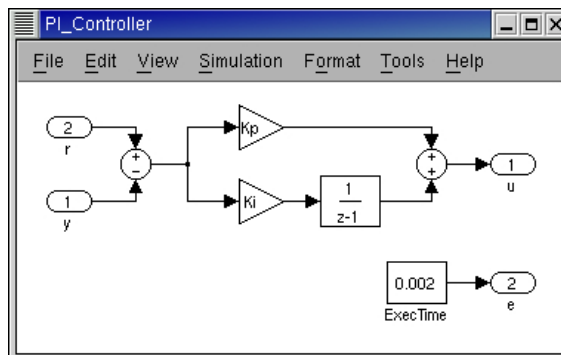 PI_Controller
File Edit View Simulation Format Tools Help
2
r
1
y
+
−
Kp
Ki
1
z-1
+
+
1
u
0.002
ExecTime
2
e